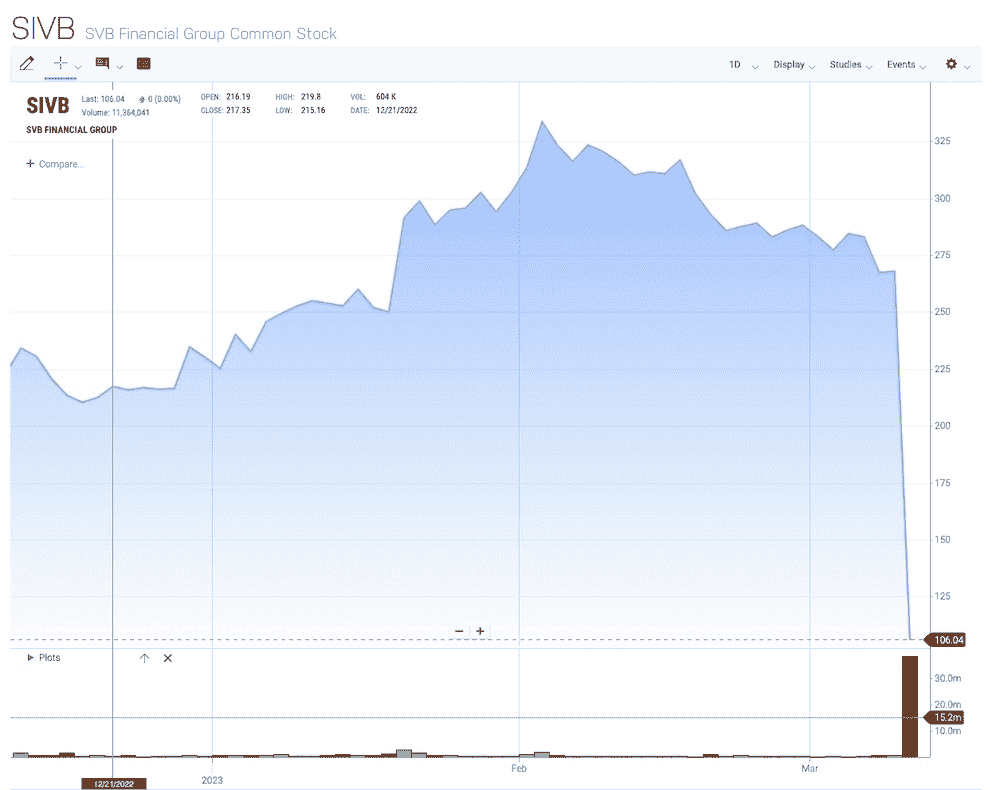 SIVB SVB Financial Group Common Stock
1D Display Studies Events
SIVB Last: 106.04 0 (0.00%) OPEN: 216.19 HIGH: 219.8 VOL: 604 K
Volume: 11,364,041 CLOSE: 217.35 LOW: 215.16 DATE: 12/21/2022
SVB FINANCIAL GROUP
+ Compare...
325
300
275
250
225
200
175
150
125
106.04
Plots
30.0m
20.0m
15.2m
10.0m
Feb Mar
12/21/2022 2023